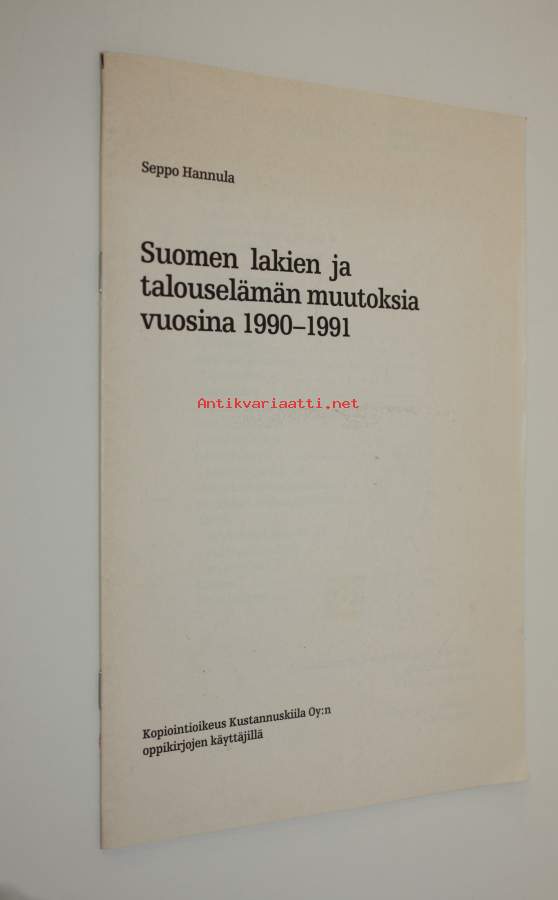 Seppo Hannula
Suomen lakien ja
talouselämän muutoksia
vuosina 1990–1991
Antikvariaatti.net
Kopiointioikeus Kustannuskiila Oy:n
oppikirjojen käyttäjillä